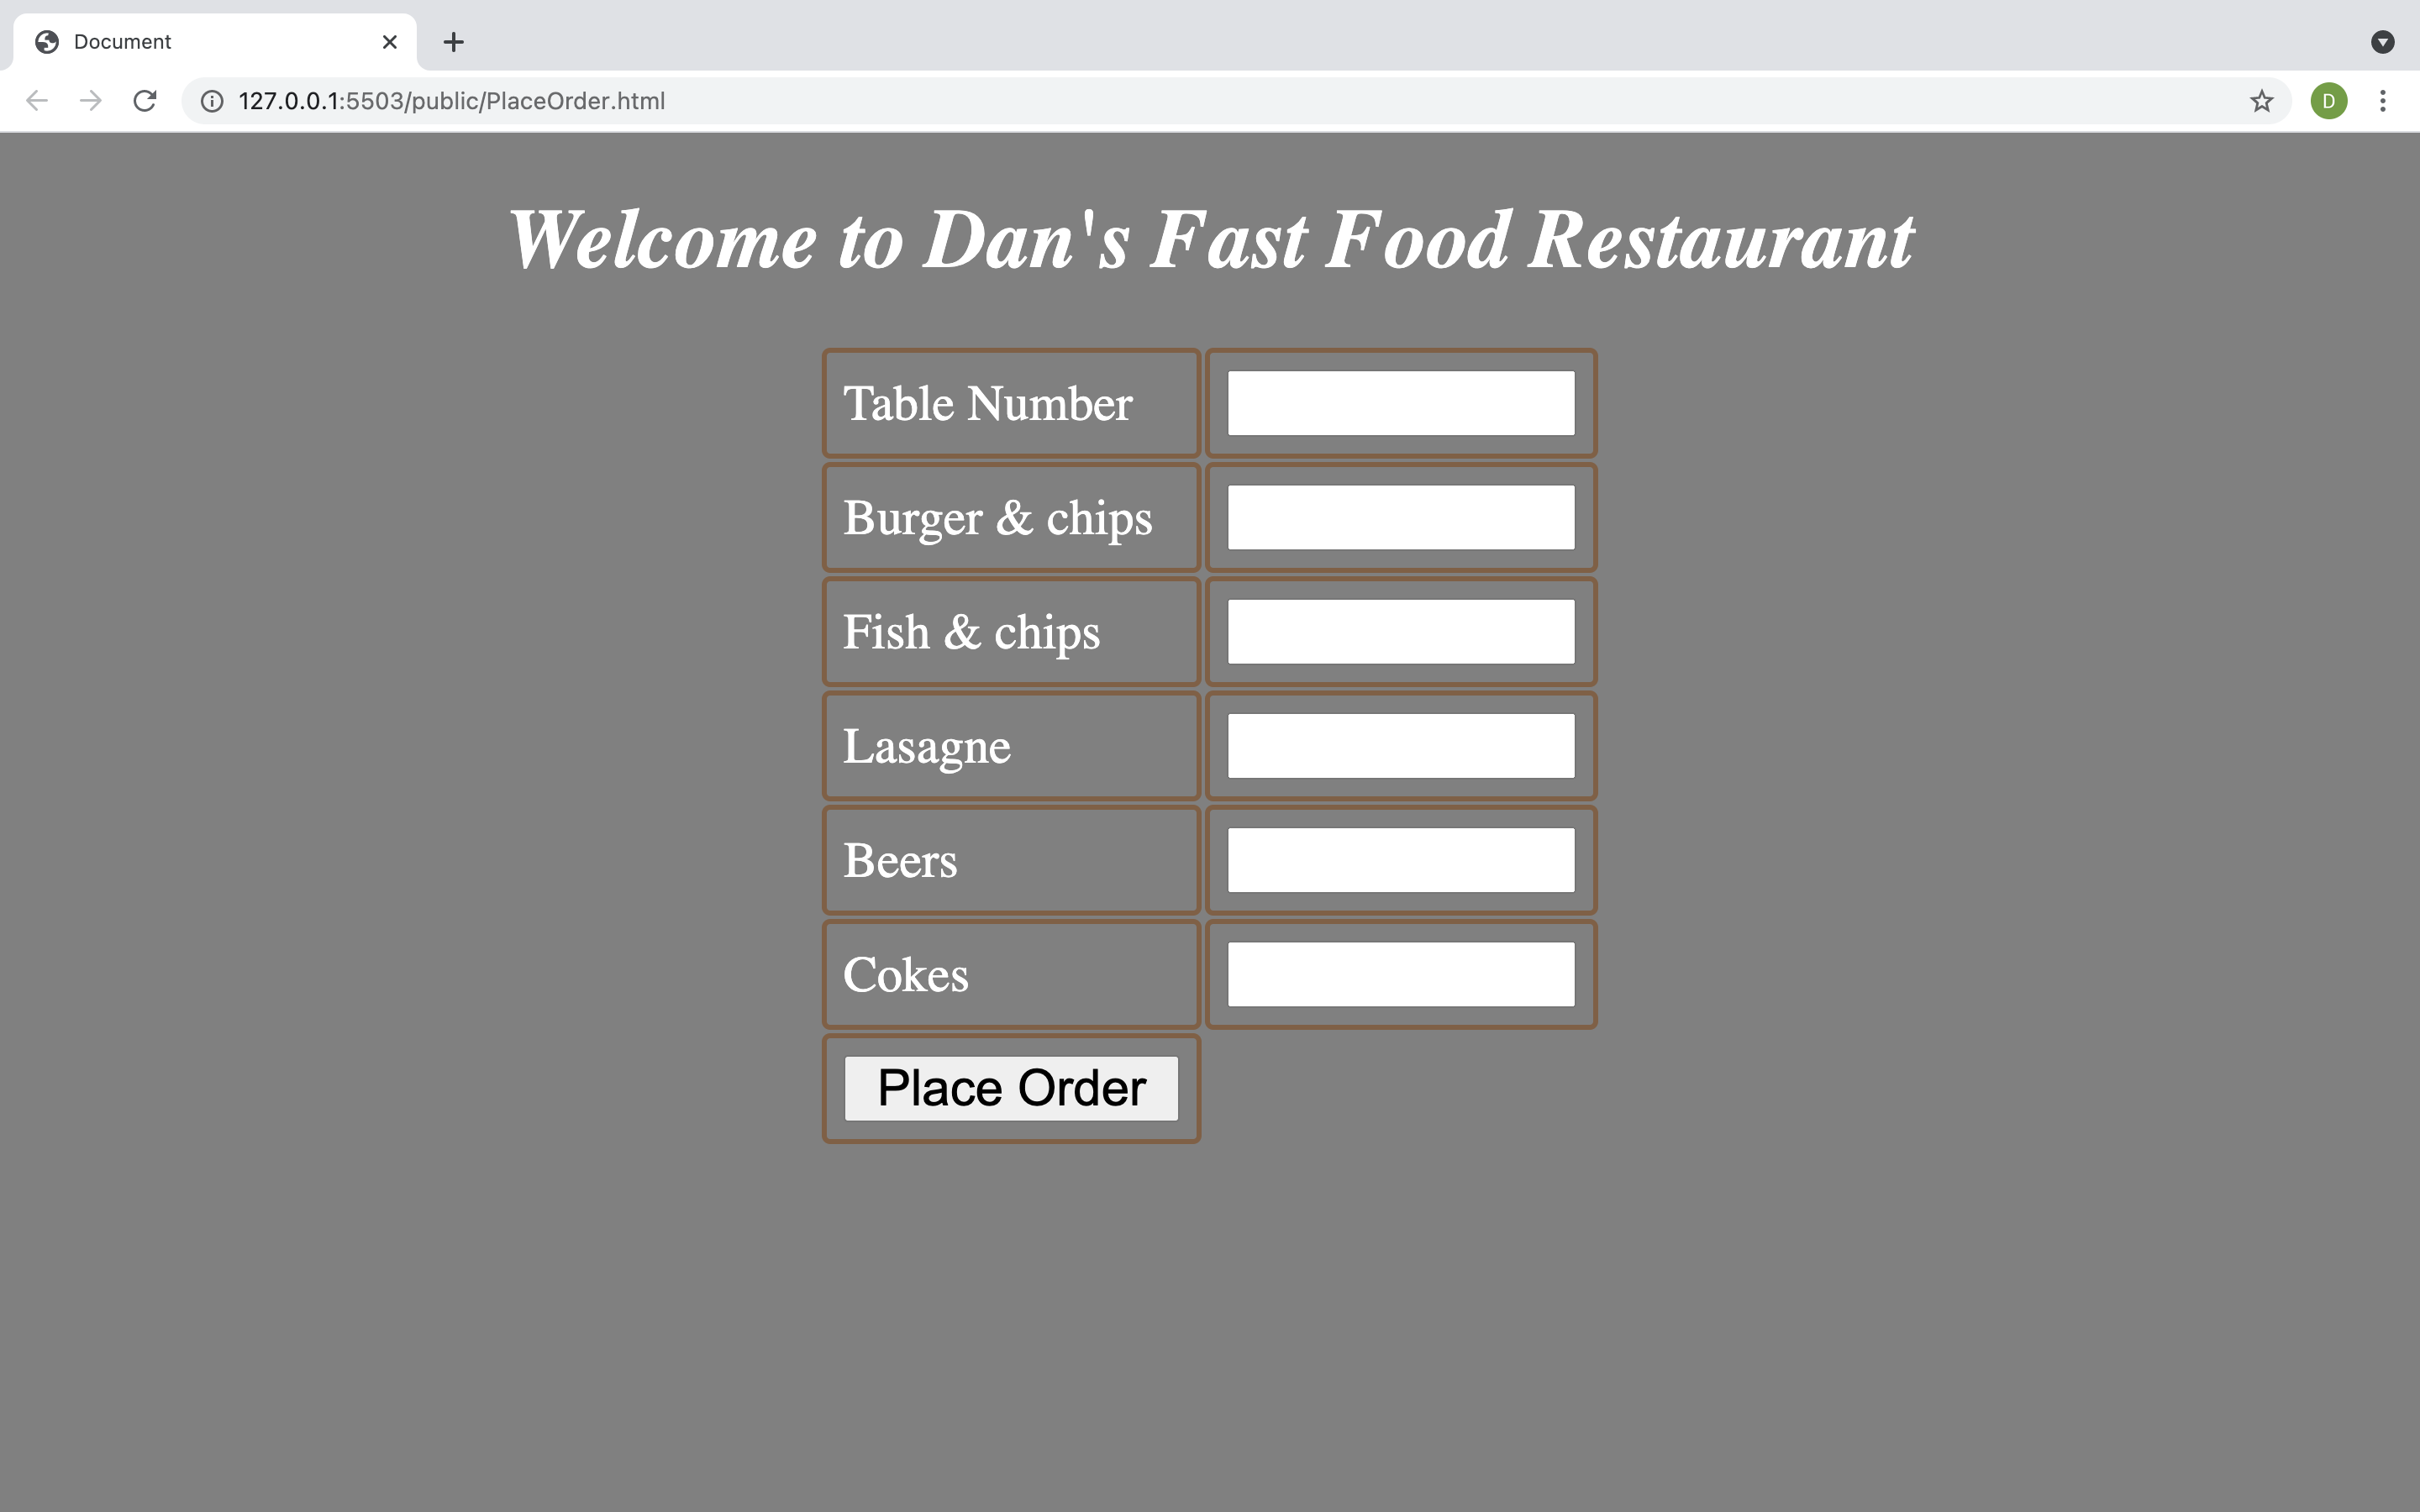 Document
127.0.0.1:5503/public/PlaceOrder.html
D
Welcome to Dan's Fast Food Restaurant
Table Number
Burger & chips
Fish & chips
Lasagne
Beers
Cokes
Place Order